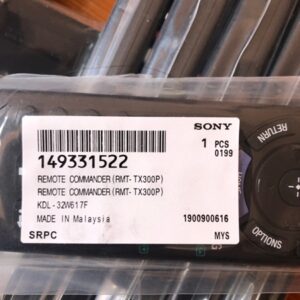 SONY
1 PCS
0199
149331522
REMOTE COMMANDER (RMT- TX300P)
REMOTE COMMANDER (RMT- TX300P)
KDL - 32W617F
MADE IN Malaysia 1900900616
SRPC MYS
RETURN
OPTIONS